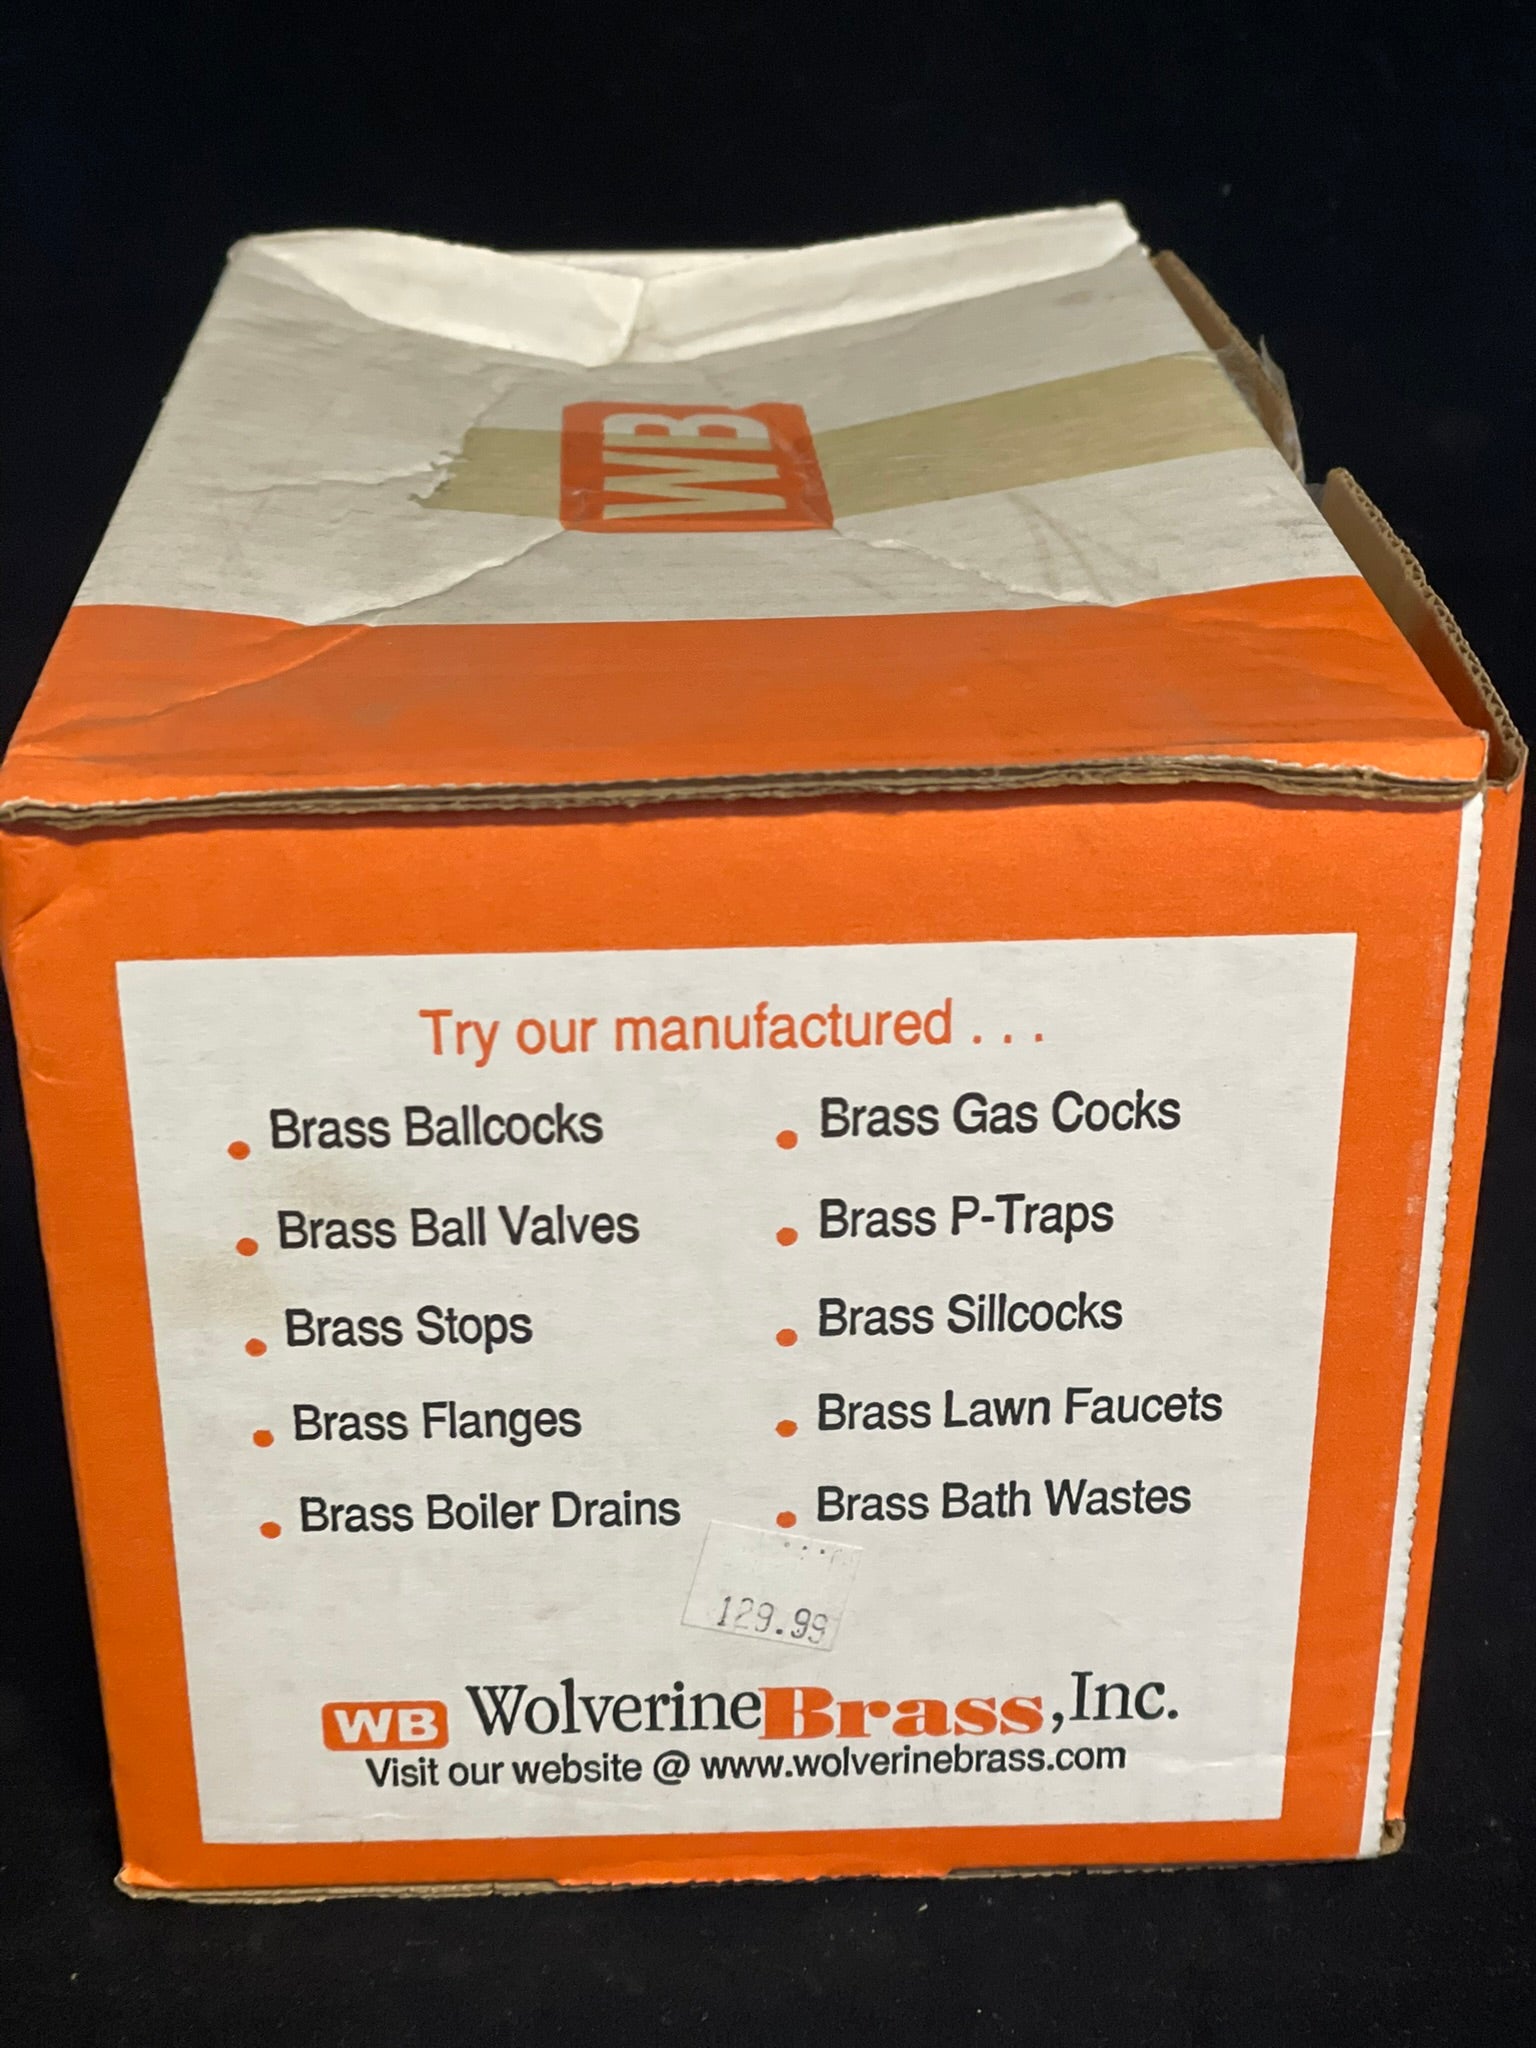 WB
Try our manufactured . . .
• Brass Ballcocks
• Brass Ball Valves
• Brass Stops
• Brass Flanges
• Brass Boiler Drains
• Brass Gas Cocks
• Brass P-Traps
• Brass Sillcocks
• Brass Lawn Faucets
• Brass Bath Wastes
129.99
WB WolverineBrass,Inc.
Visit our website @ www.wolverinebrass.com